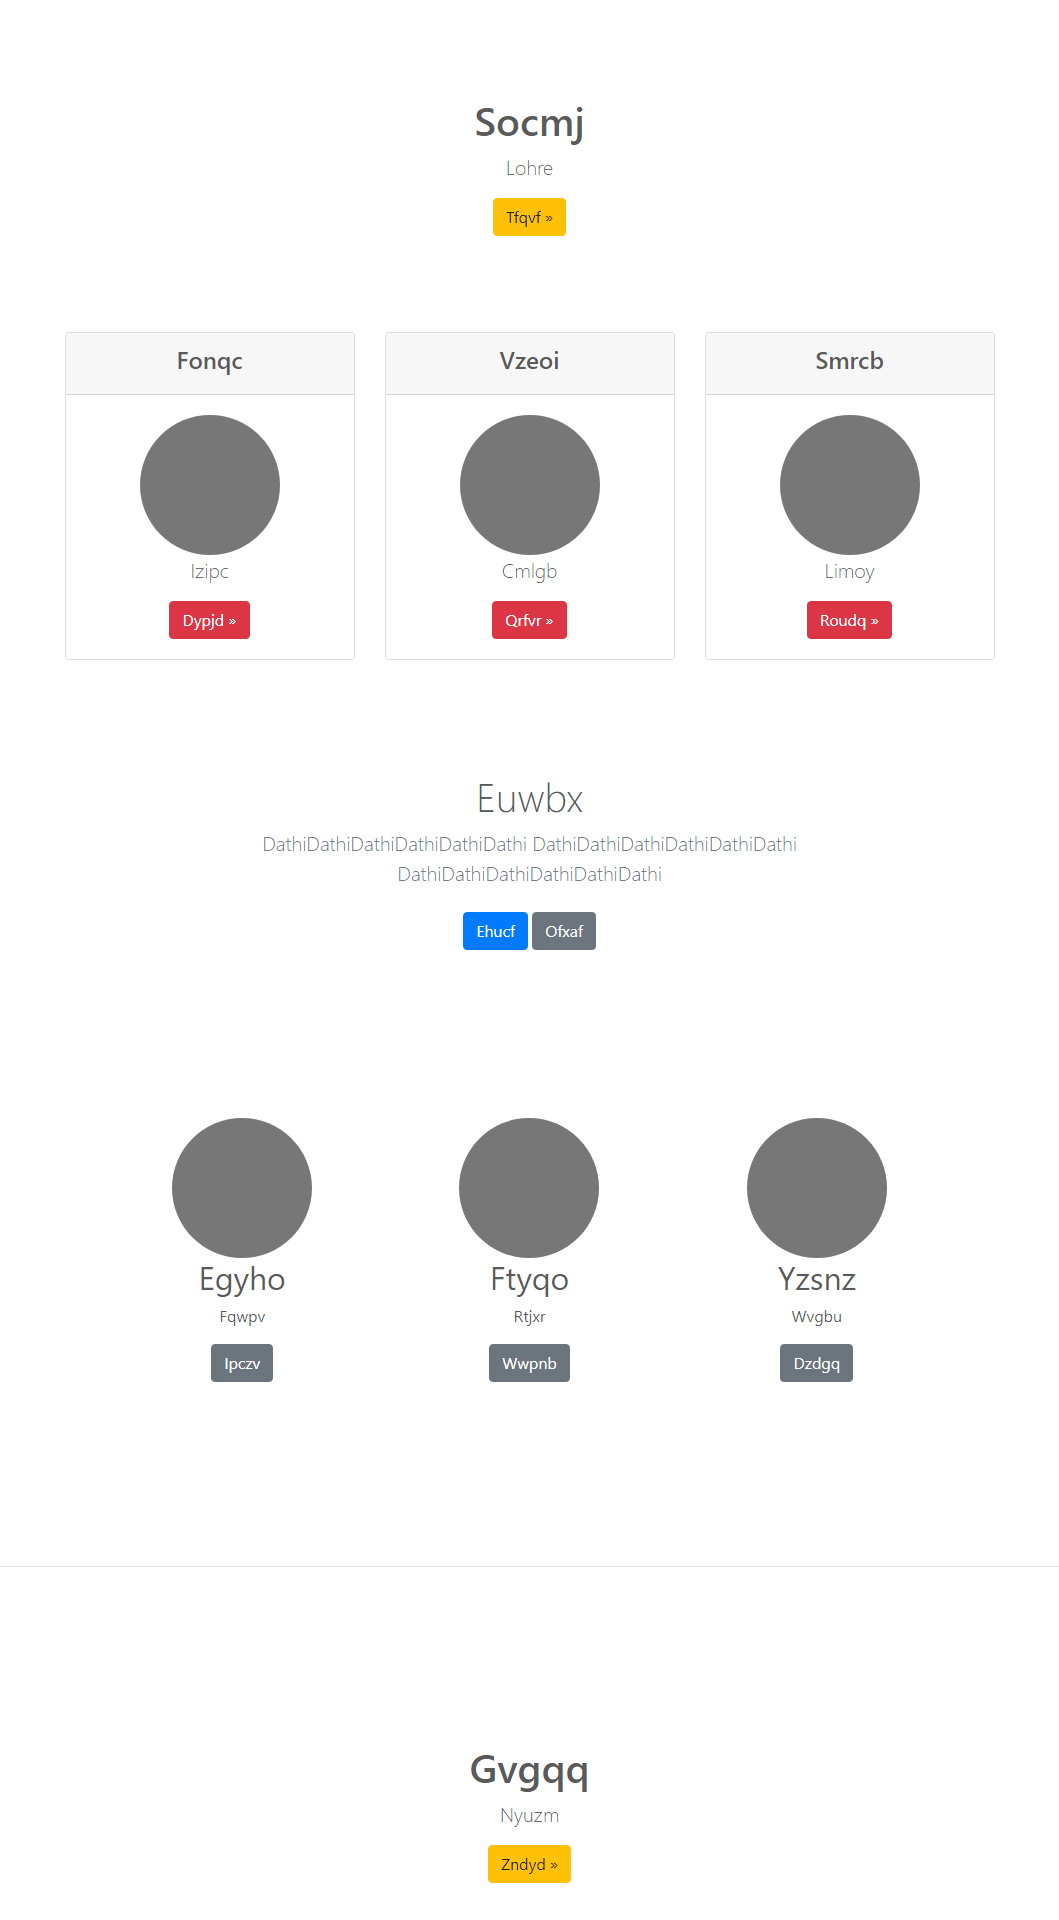 Socmj
Lohre
Tfqvf »
Fonqc
Vzeoi
Smrcb
Izipc
Cmlgb
Limoy
Dypjd »
Qrfvr »
Roudq »
Euwbx
DathiDathiDathiDathiDathiDathi DathiDathiDathiDathiDathiDathi
DathiDathiDathiDathiDathiDathi
Ehucf
Ofxaf
Egyho
Ftyqo
Yzsnz
Fqwpv
Rtjxr
Wvgbu
Ipczv
Wwpnb
Dzdgq
Gvgqq
Nyuzm
Zndyd »